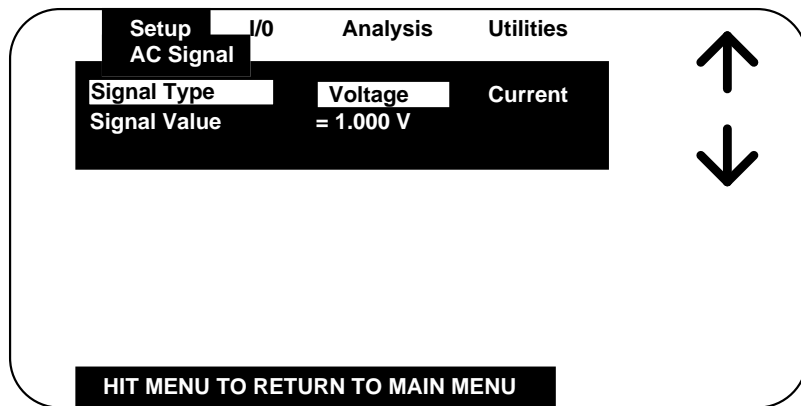 Setup I/0 Analysis Utilities
AC Signal
Signal Type Voltage Current
Signal Value = 1.000 V
HIT MENU TO RETURN TO MAIN MENU